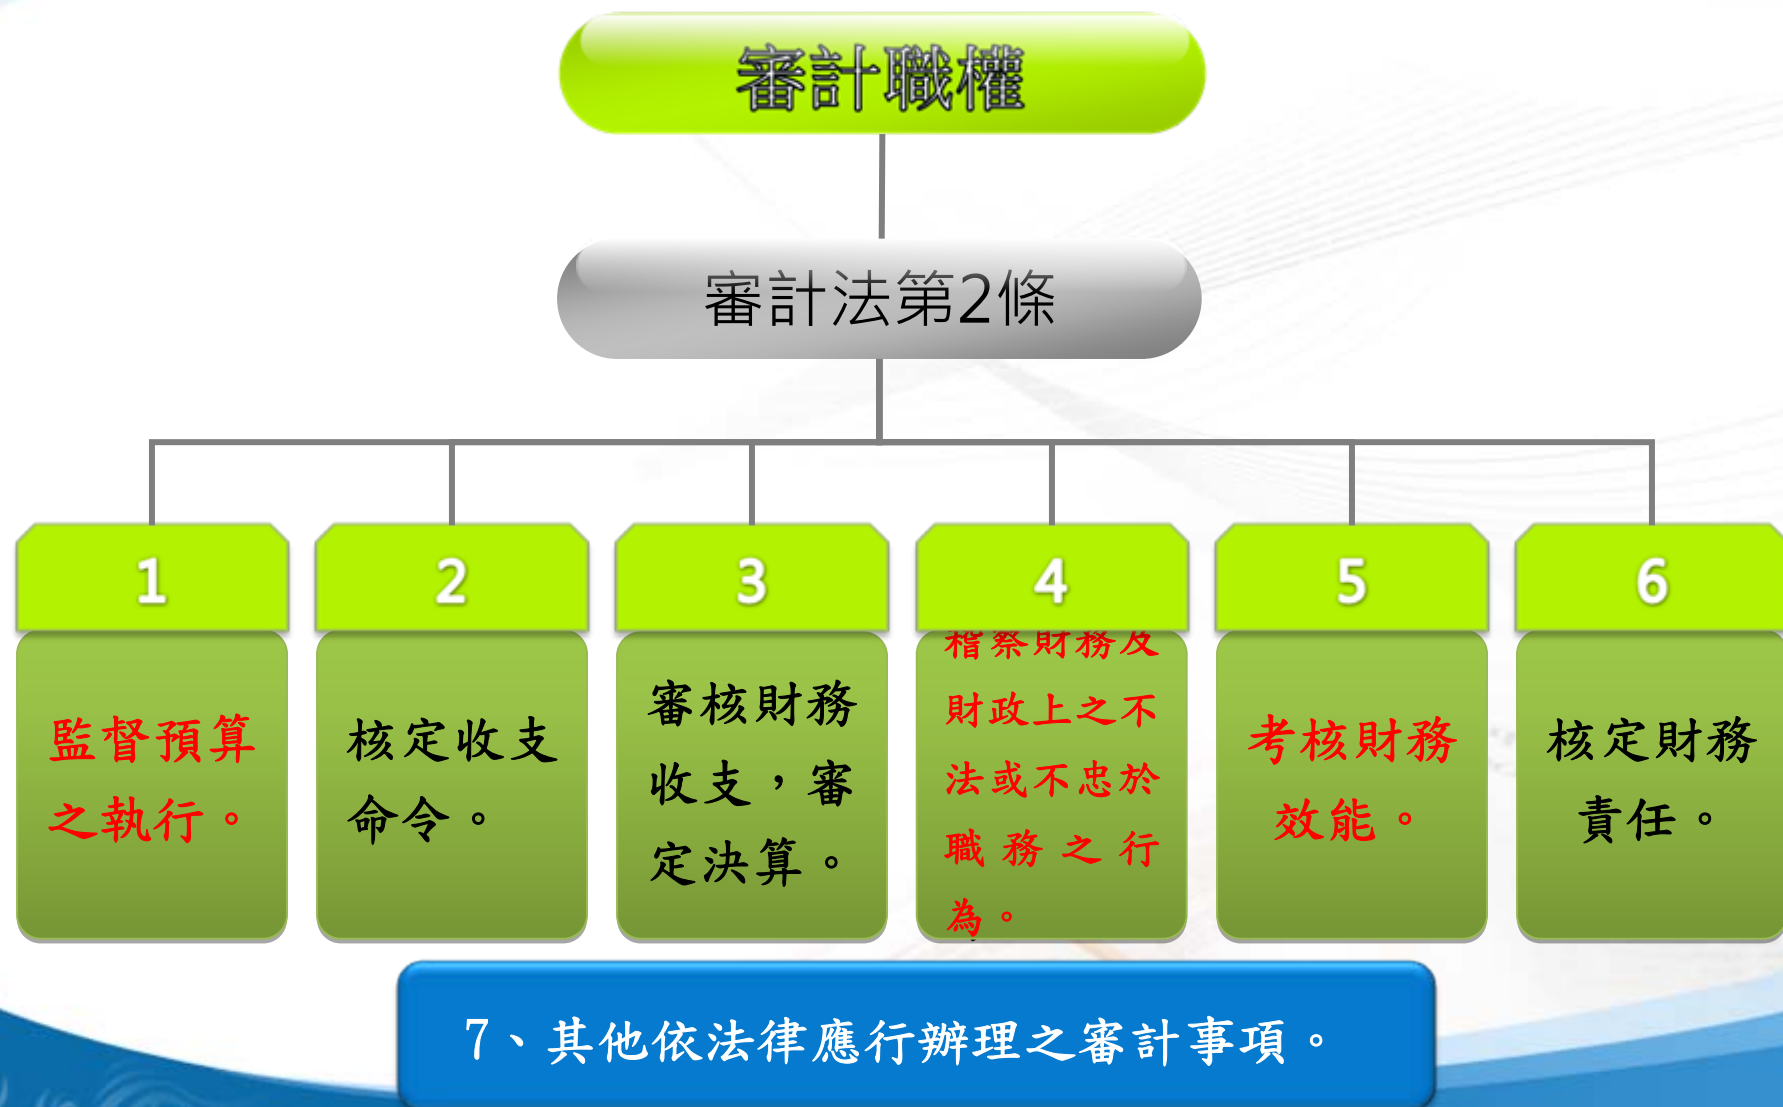 審計職權
審計法第2條
1
監督預算
之執行。
2
核定收支
命令。
3
審核財務
收支，審
定決算。
4
稽察財務及
財政上之不
法或不忠於
職務之行
為。
5
考核財務
效能。
6
核定財務
責任。
7、其他依法律應行辦理之審計事項。